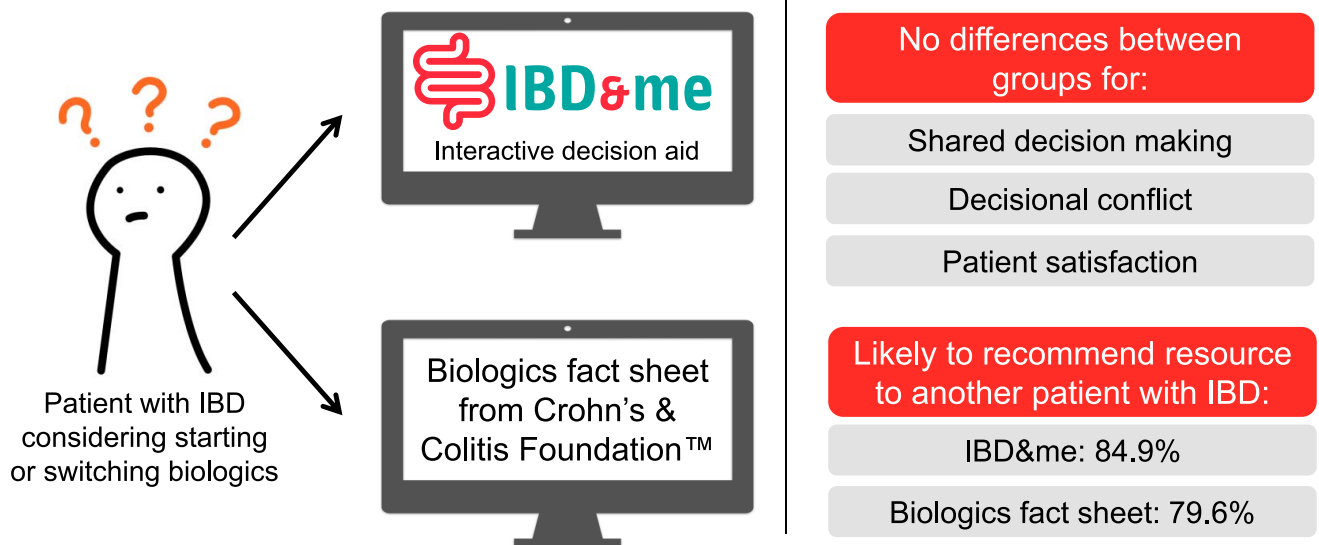 ? ? ?
Patient with IBD
considering starting
or switching biologics
IBD&me
Interactive decision aid
Biologics fact sheet
from Crohn's &
Colitis Foundation™
No differences between
groups for:
Shared decision making
Decisional conflict
Patient satisfaction
Likely to recommend resource
to another patient with IBD:
IBD&me: 84.9%
Biologics fact sheet: 79.6%